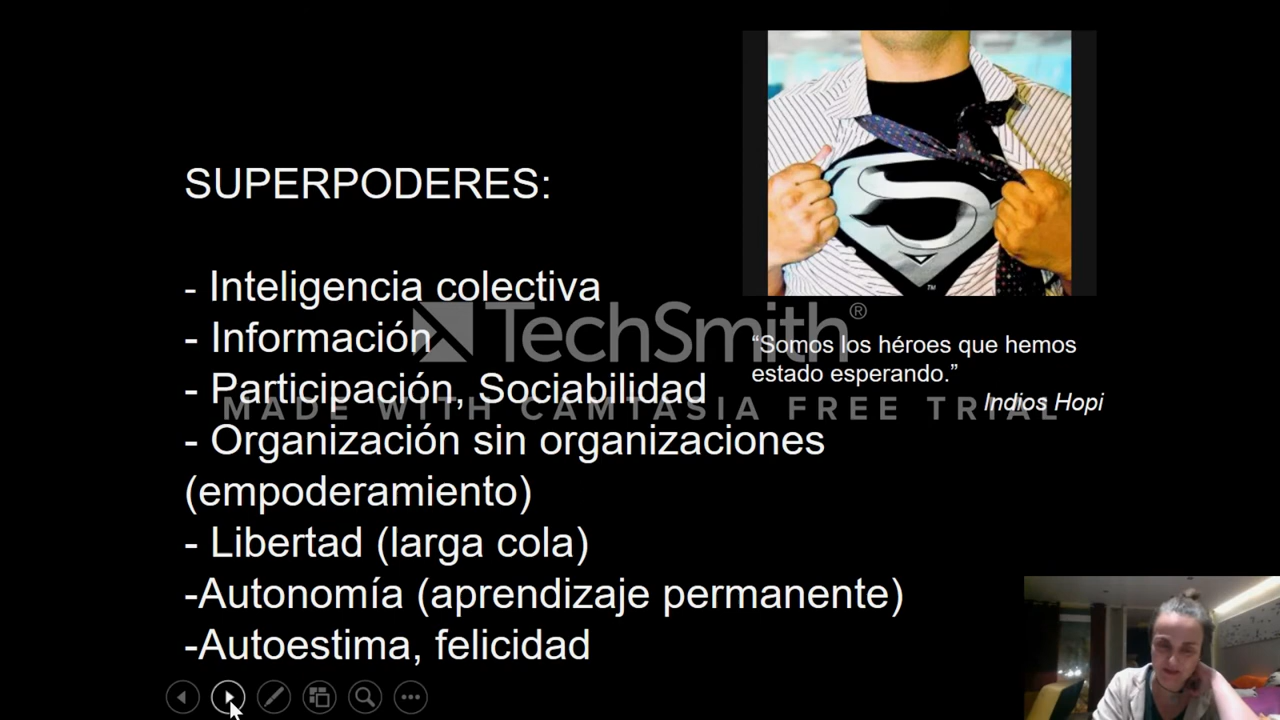 SUPERPODERES:
- Inteligencia colectiva
- Información
- Participación, Sociabilidad
- Organización sin organizaciones
(empoderamiento)
- Libertad (larga cola)
-Autonomía (aprendizaje permanente)
-Autoestima, felicidad
TM
“Somos los héroes que hemos
estado esperando.”
Indios Hopi
TechSmith®
MADE WITH CAMTASIA FREE TRIAL